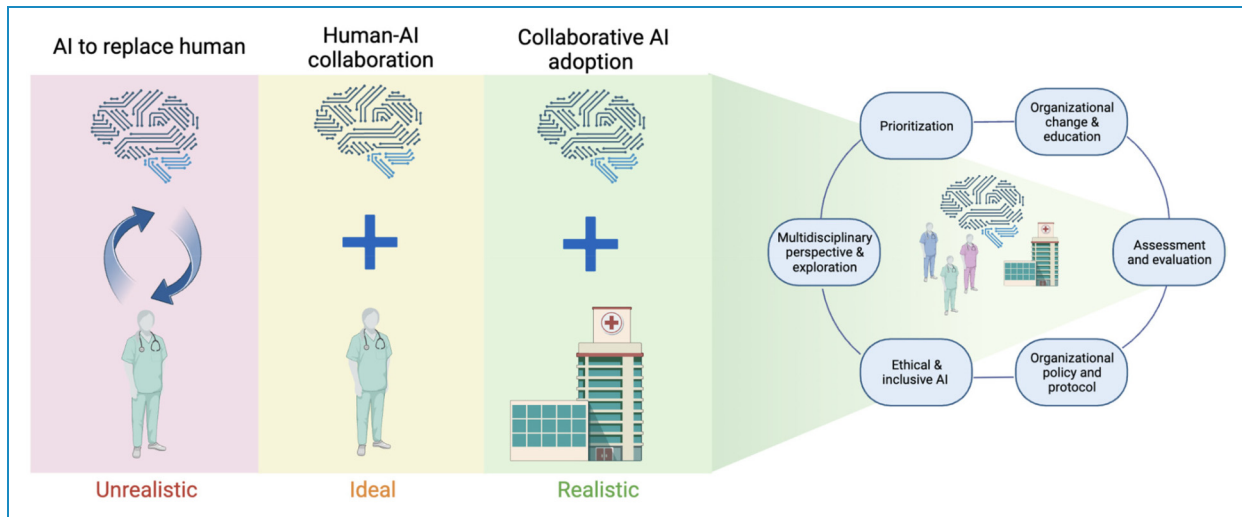 AI to replace human
Human-AI
collaboration
Collaborative AI
adoption
Unrealistic
Ideal
Realistic
Prioritization
Organizational
change &
education
Multidisciplinary
perspective &
exploration
Assessment
and evaluation
Ethical &
inclusive AI
Organizational
policy and
protocol